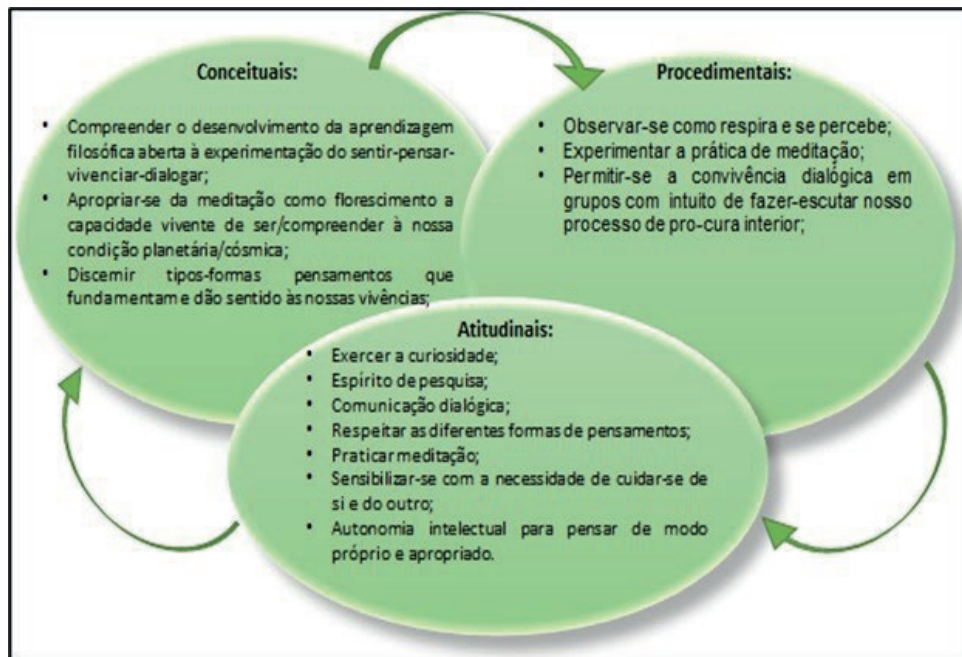 Conceituais:
• Compreender o desenvolvimento da aprendizagem
filosófica aberta à experimentação do sentir-pensar-
vivenciar-dialogar;
• Apropriar-se da meditação como florescimento a
capacidade vivente de ser/compreender à nossa
condição planetária/cósmica;
• Discernir tipos-formas pensamentos que
fundamentam e dão sentido às nossas vivências;
Procedimentais:
• Observar-se como respira e se percebe;
• Experimentar a prática de meditação;
• Permitir-se a convivência dialógica em
grupos com intuito de fazer-escutar nosso
processo de pro-cura interior;
Atitudinais:
• Exercer a curiosidade;
• Espírito de pesquisa;
• Comunicação dialógica;
• Respeitar as diferentes formas de pensamentos;
• Praticar meditação;
• Sensibilizar-se com a necessidade de cuidar-se de
si e do outro;
• Autonomia intelectual para pensar de modo
próprio e apropriado.